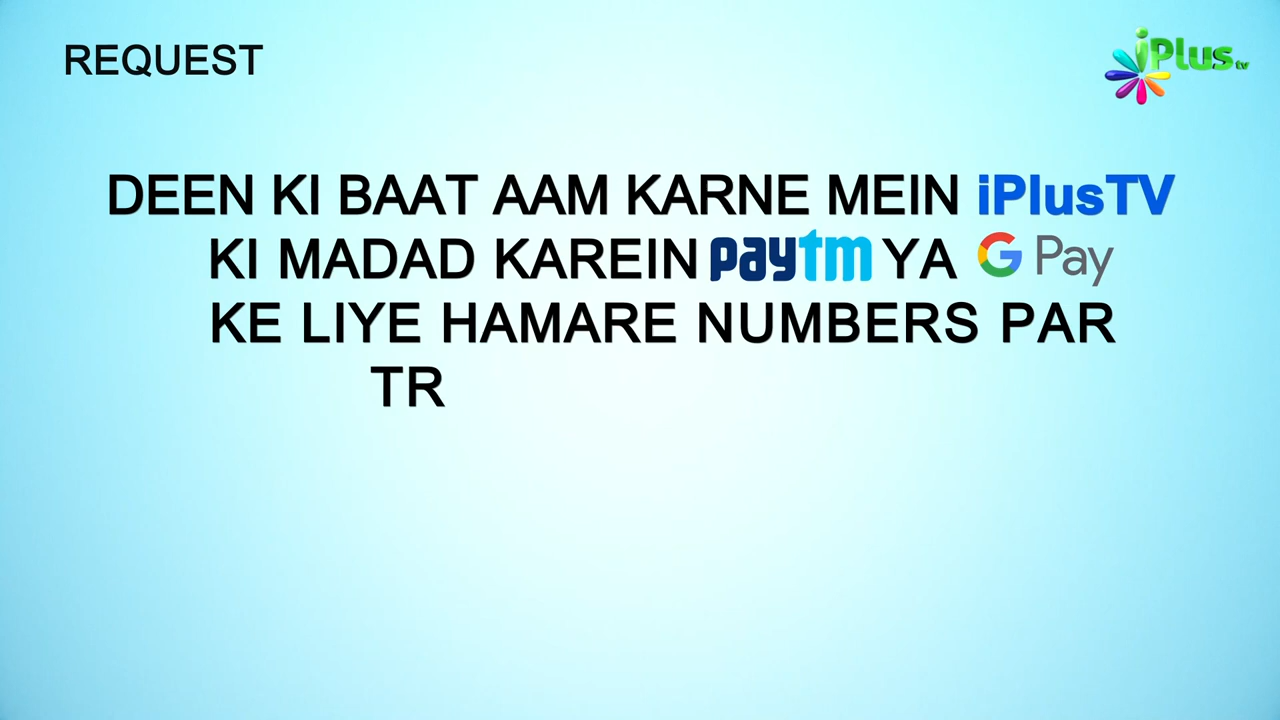 REQUEST
iPlus tv
DEEN KI BAAT AAM KARNE MEIN iPlusTV
KI MADAD KAREIN paytm YA G Pay
KE LIYE HAMARE NUMBERS PAR
TR